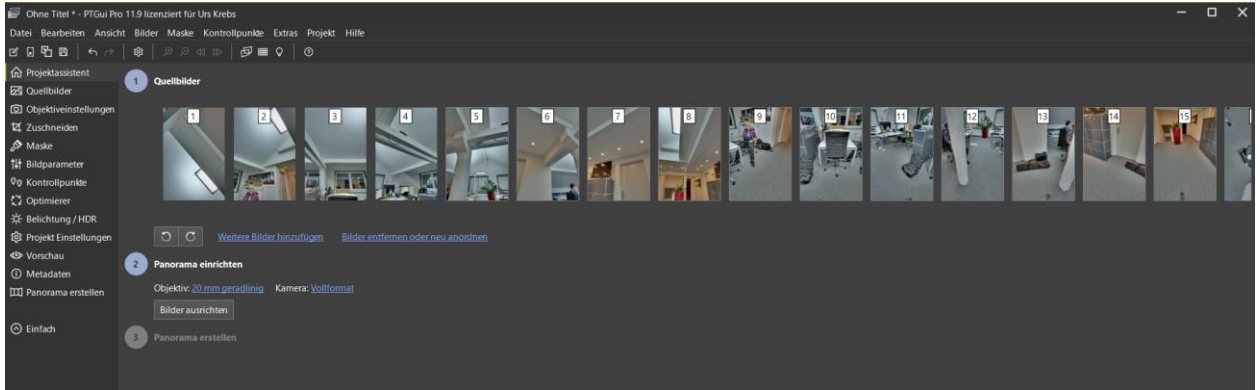 Ohne Titel * - PTGui Pro 11.9 lizenziert für Urs Krebs
Datei Bearbeiten Ansicht Bilder Maske Kontrollpunkte Extras Projekt Hilfe
Projektassistent
Quellbilder
Objektiveinstellungen
Zuschneiden
Maske
Bildparameter
Kontrollpunkte
Optimierer
Belichtung / HDR
Projekt Einstellungen
Vorschau
Metadaten
Panorama erstellen
Einfach
1 Quellbilder
1 2 3 4 5 6 7 8 9 10 11 12 13 14 15
Weitere Bilder hinzufügen Bilder entfernen oder neu anordnen
2 Panorama einrichten
Objektiv: 20 mm geradlinig Kamera: Vollformat
Bilder ausrichten
3 Panorama erstellen